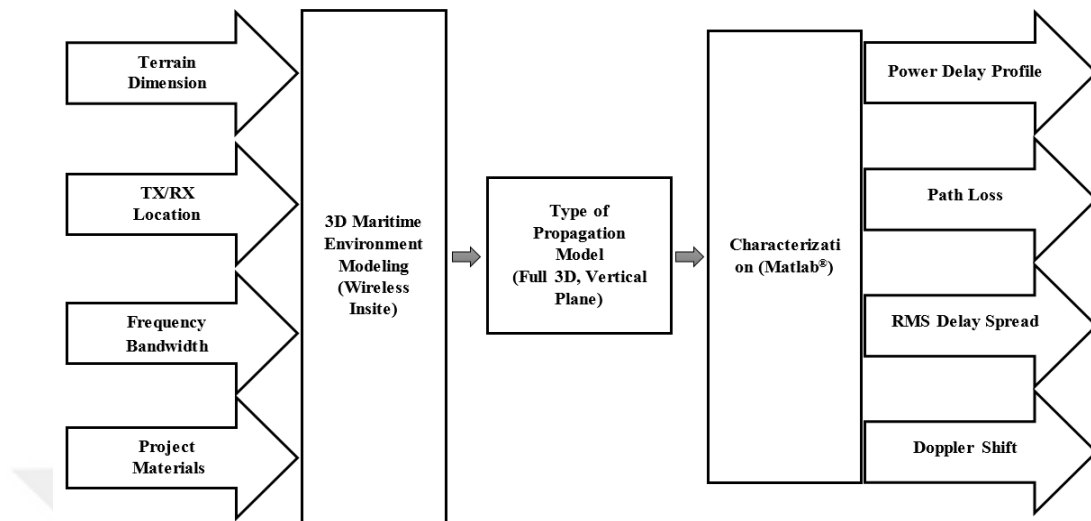 Terrain
Dimension
TX/RX
Location
Frequency
Bandwidth
Project
Materials
3D Maritime
Environment
Modeling
(Wireless
Insite)
Type of
Propagation
Model
(Full 3D, Vertical
Plane)
Characterizati
on (Matlab®)
Power Delay Profile
Path Loss
RMS Delay Spread
Doppler Shift